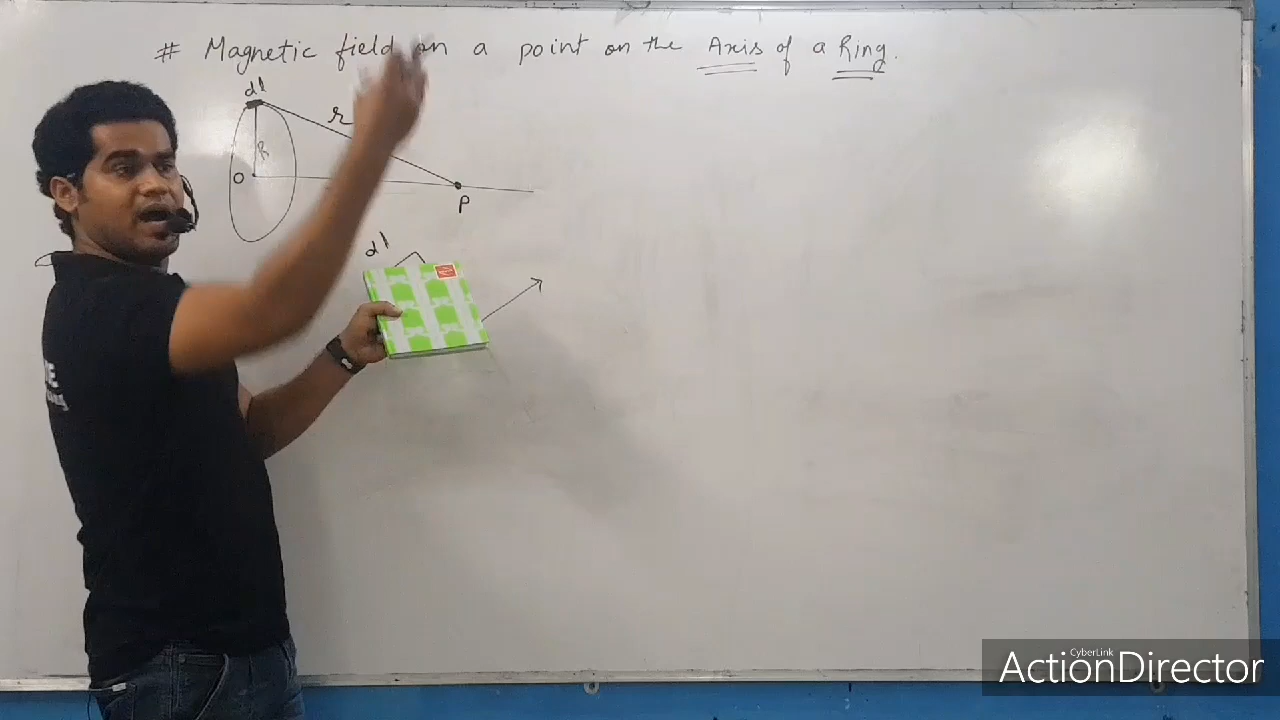 # Magnetic field on a point on the Axis of a Ring.
dl
r
R
O
P
dl
CyberLink
ActionDirector